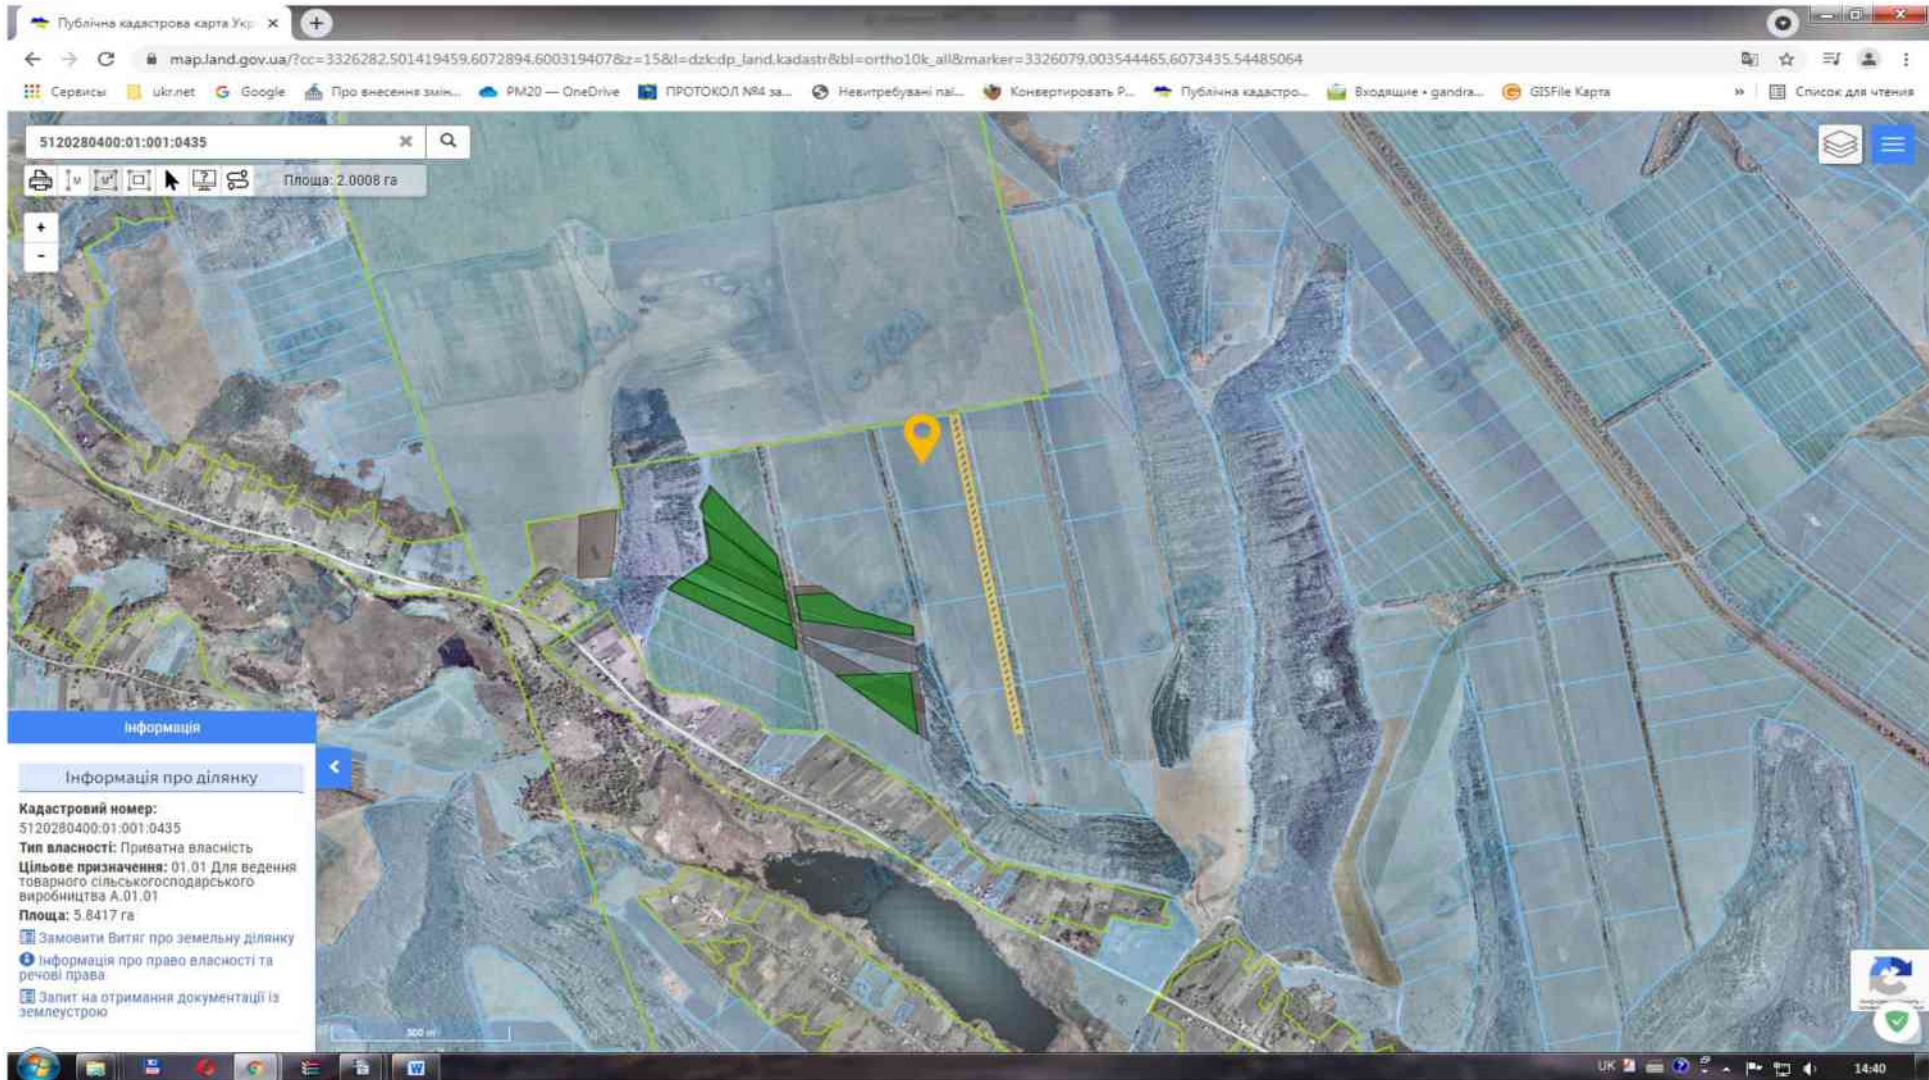 Публічна кадастрова карта Укр
map.land.gov.ua/?cc=3326282.501419459,6072894.600319407&z=15&l=dzk:dp_land,kadastr&bl=ortho10k_all&marker=3326079.003544465,6073435.54485064
Сервисы ukr.net Google Про внесення змін... PM20 — OneDrive ПРОТОКОЛ №4 за... Невитребувані паї... Конвертировать P... Публічна кадастро... Входящие • gandra... GISFile Карта » Список для чтения
5120280400:01:001:0435
Площа: 2.0008 га
+
-
Інформація
Інформація про ділянку
Кадастровий номер:
5120280400:01:001:0435
Тип власності: Приватна власність
Цільове призначення: 01.01 Для ведення
товарного сільськогосподарського
виробництва А.01.01
Площа: 5.8417 га
Замовити Витяг про земельну ділянку
Інформація про право власності та
речові права
Запит на отримання документації із
землеустрою
300 m
UK 14:40